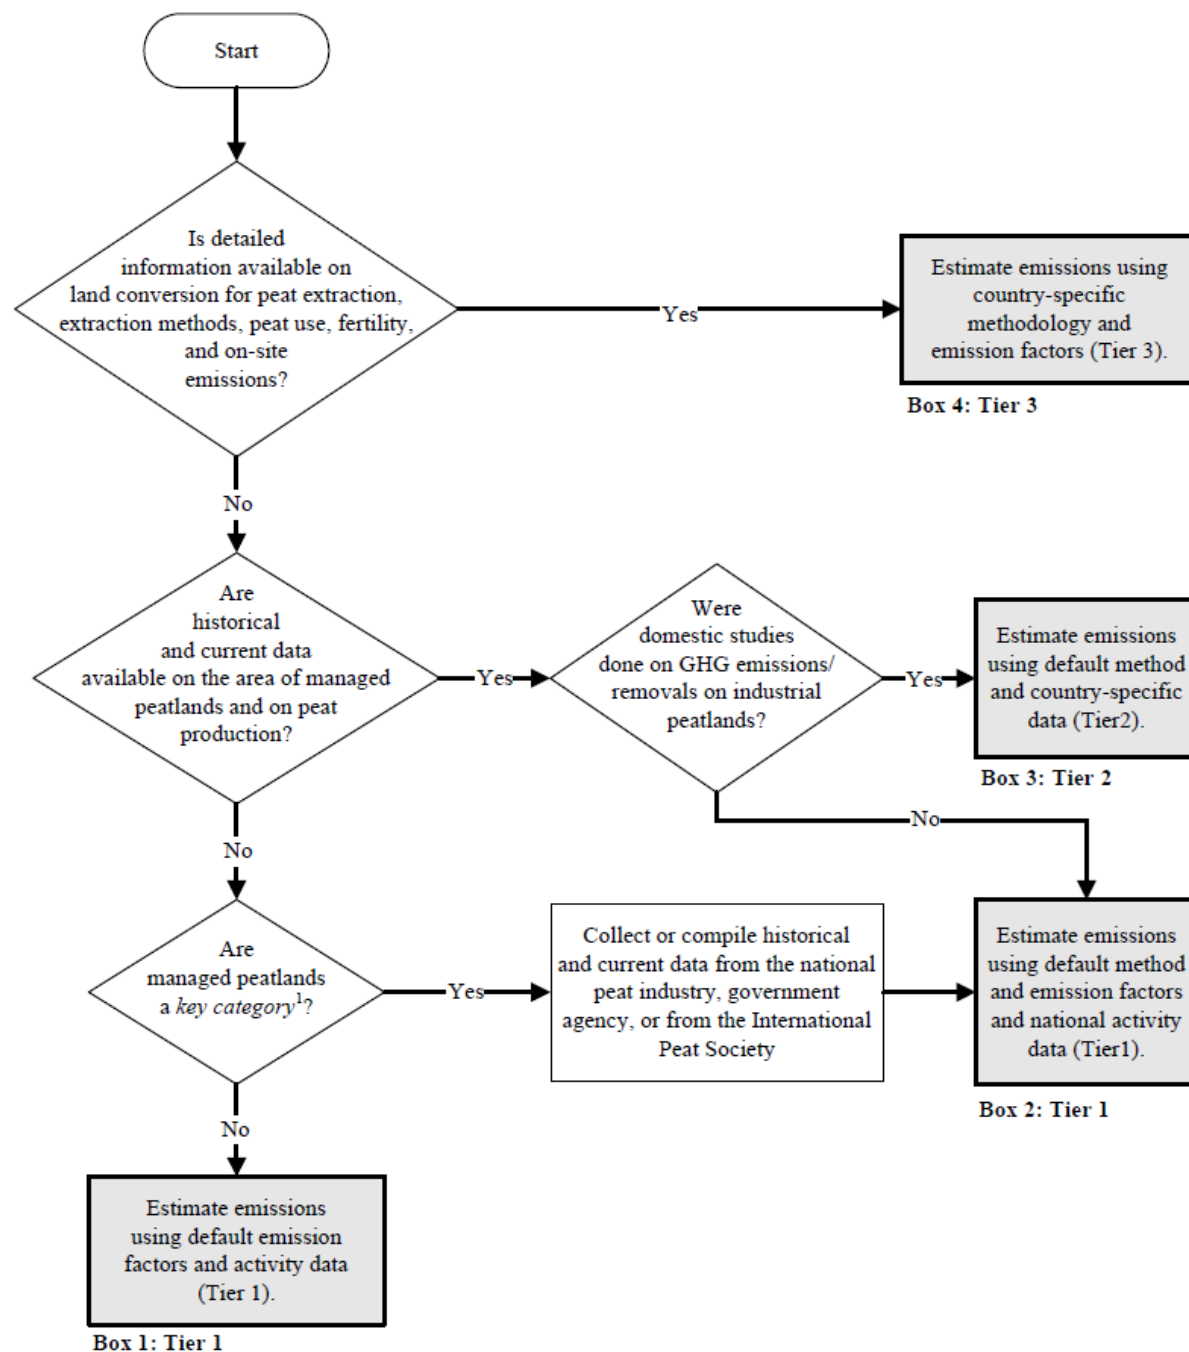 Start
Is detailed
information available on
land conversion for peat extraction,
extraction methods, peat use, fertility,
and on-site
emissions?
Yes
Estimate emissions using
country-specific
methodology and
emission factors (Tier 3).
Box 4: Tier 3
No
Are
historical
and current data
available on the area of managed
peatlands and on peat
production?
Yes
Were
domestic studies
done on GHG emissions/
removals on industrial
peatlands?
Yes
Estimate emissions
using default method
and country-specific
data (Tier2).
Box 3: Tier 2
No
No
Are
managed peatlands
a key category¹?
Yes
Collect or compile historical
and current data from the national
peat industry, government
agency, or from the International
Peat Society
Estimate emissions
using default method
and emission factors
and national activity
data (Tier1).
Box 2: Tier 1
No
Estimate emissions
using default emission
factors and activity data
(Tier 1).
Box 1: Tier 1